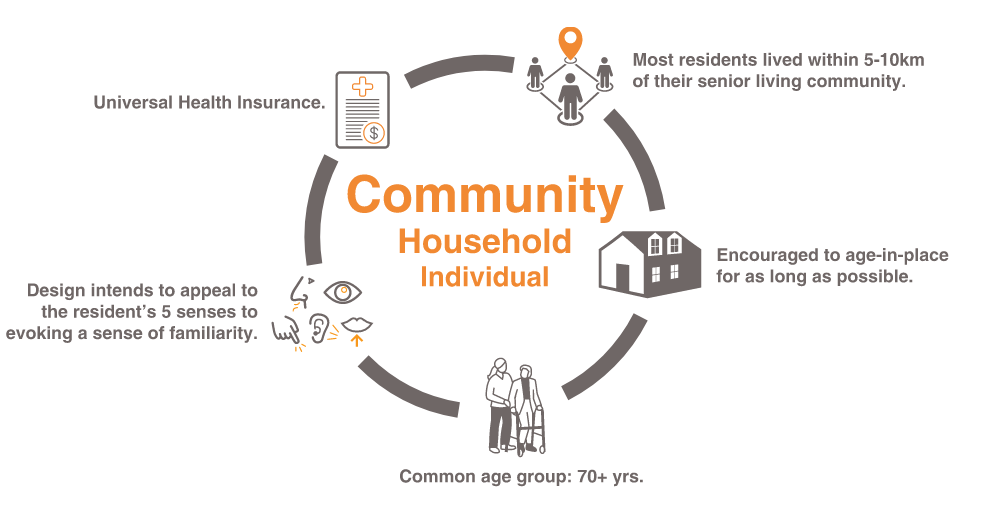 Most residents lived within 5-10km
of their senior living community.
Universal Health Insurance.
$
Community
Household
Individual
Encouraged to age-in-place
for as long as possible.
Design intends to appeal to
the resident's 5 senses to
evoking a sense of familiarity.
Common age group: 70+ yrs.